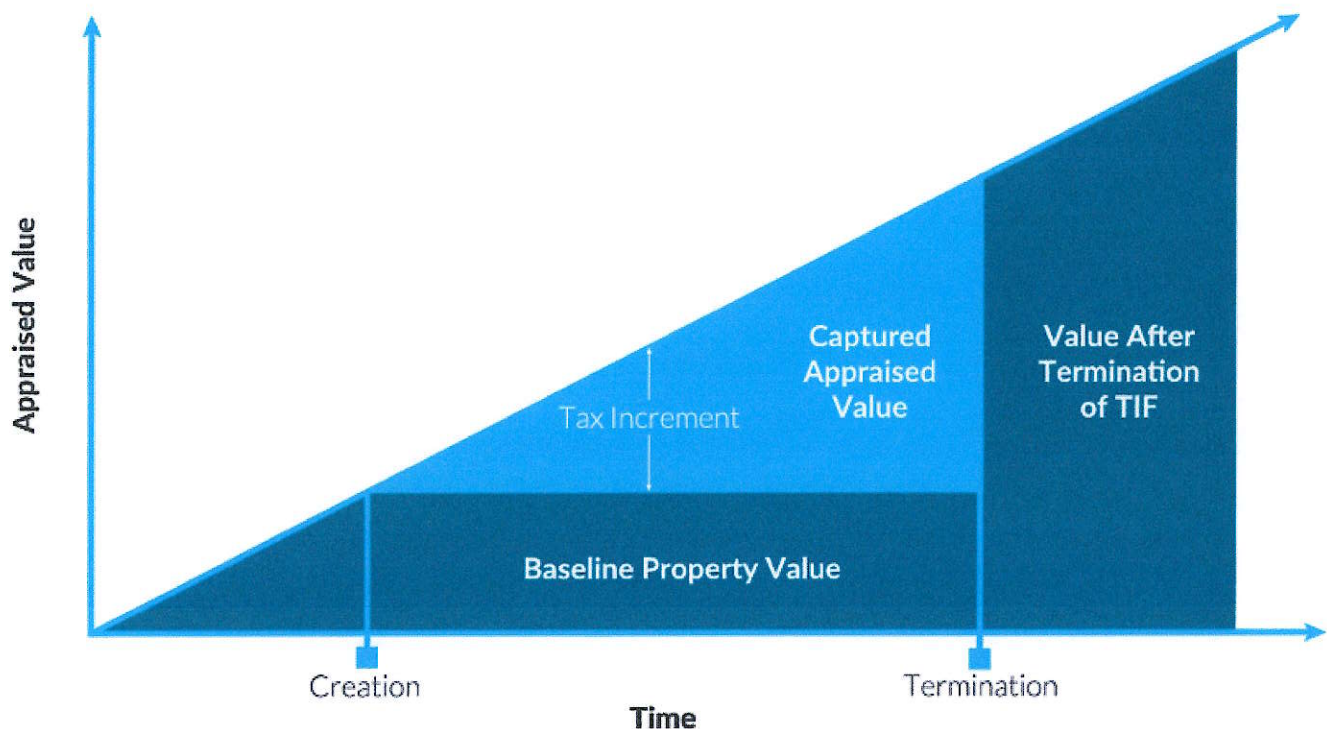 Appraised Value
Captured
Appraised
Value
Value After
Termination
of TIF
Tax Increment
Baseline Property Value
Creation
Termination
Time